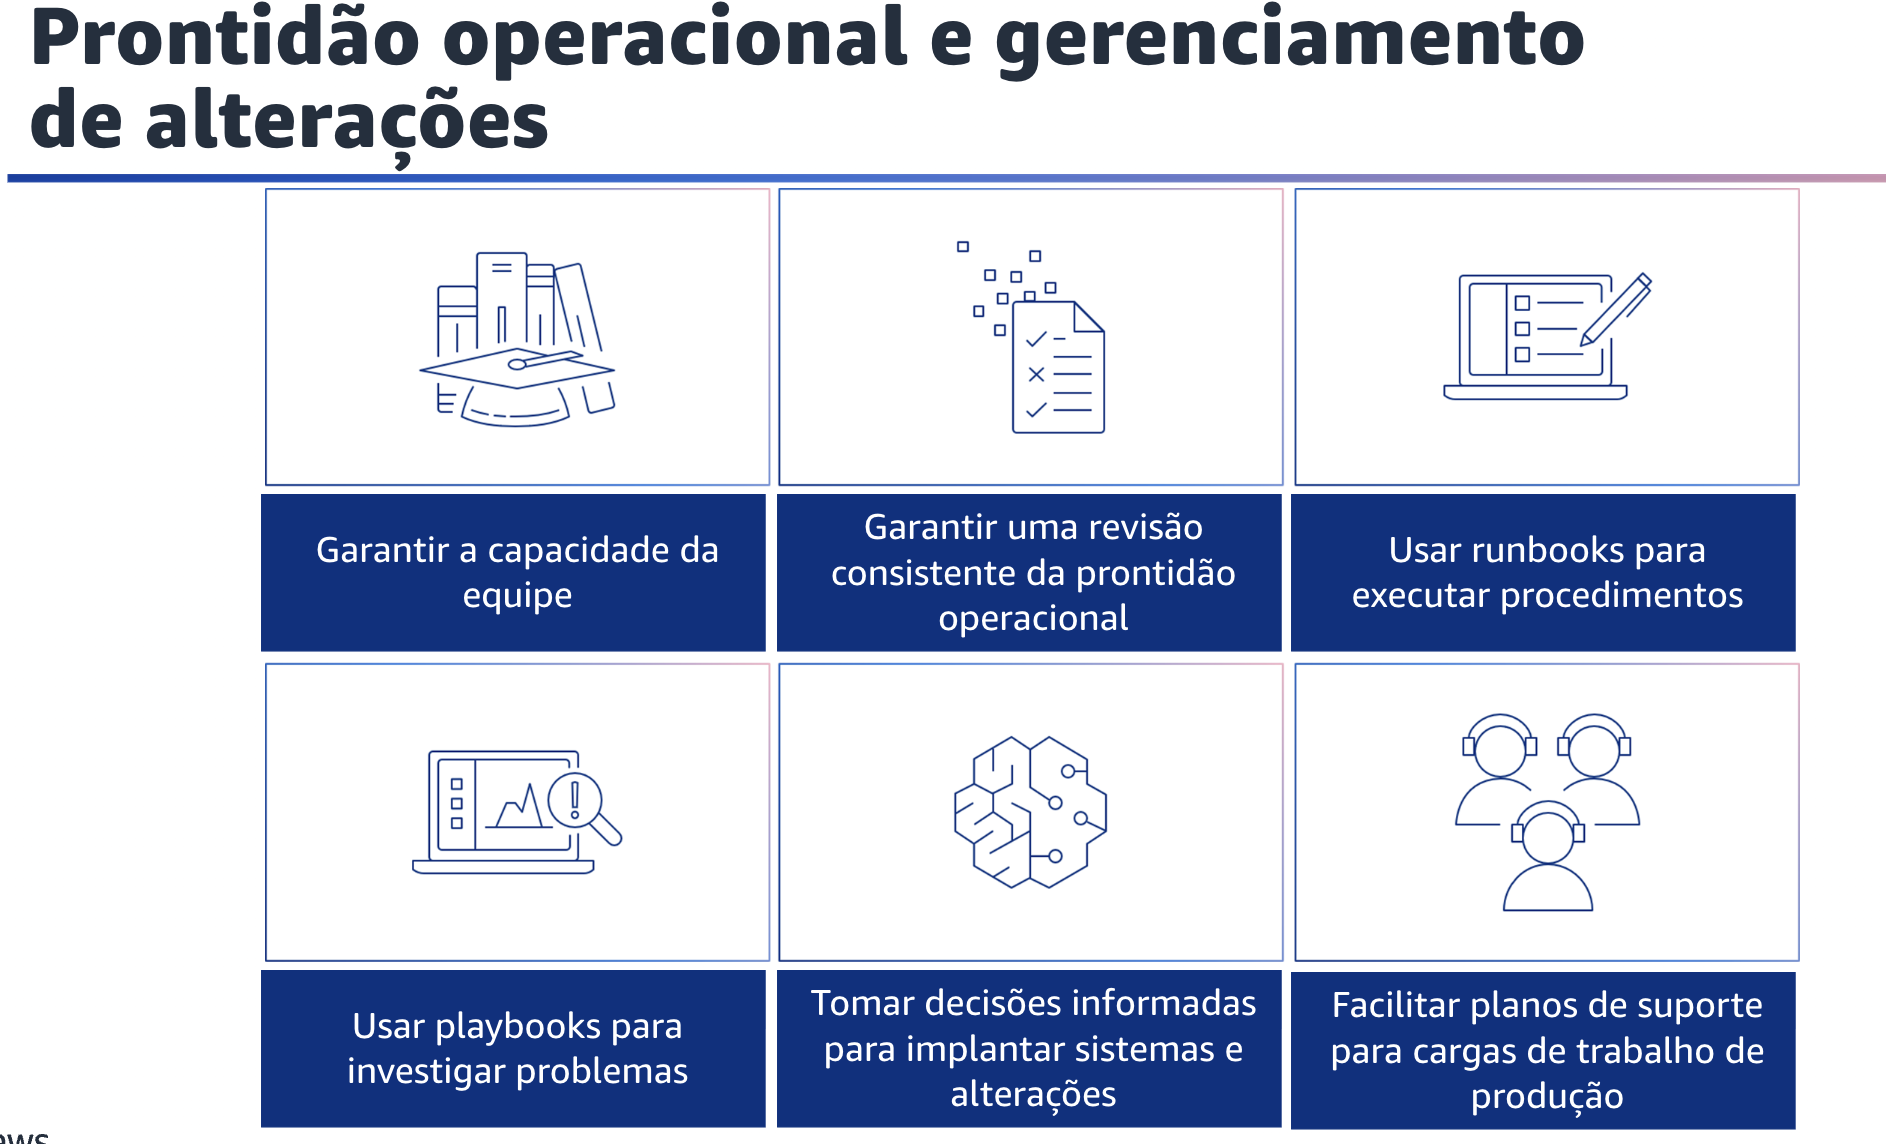 Prontidão operacional e gerenciamento
de alterações
Garantir a capacidade da
equipe
Garantir uma revisão
consistente da prontidão
operacional
Usar runbooks para
executar procedimentos
Usar playbooks para
investigar problemas
Tomar decisões informadas
para implantar sistemas e
alterações
Facilitar planos de suporte
para cargas de trabalho de
produção